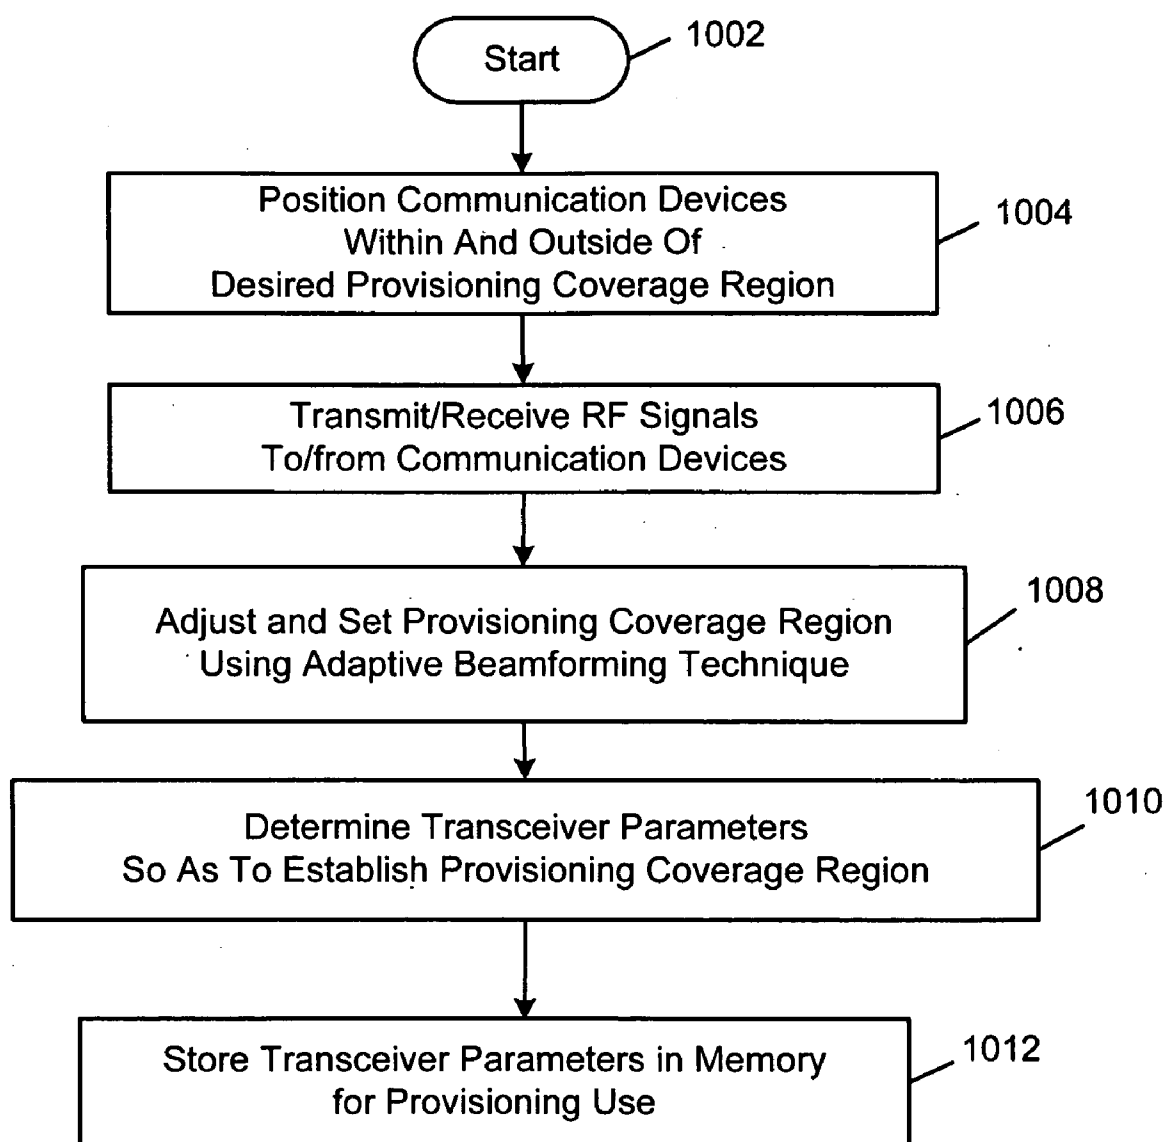 Start
1002
Position Communication Devices
Within And Outside Of
Desired Provisioning Coverage Region
1004
Transmit/Receive RF Signals
To/from Communication Devices
1006
Adjust and Set Provisioning Coverage Region
Using Adaptive Beamforming Technique
1008
Determine Transceiver Parameters
So As To Establish Provisioning Coverage Region
1010
Store Transceiver Parameters in Memory
for Provisioning Use
1012